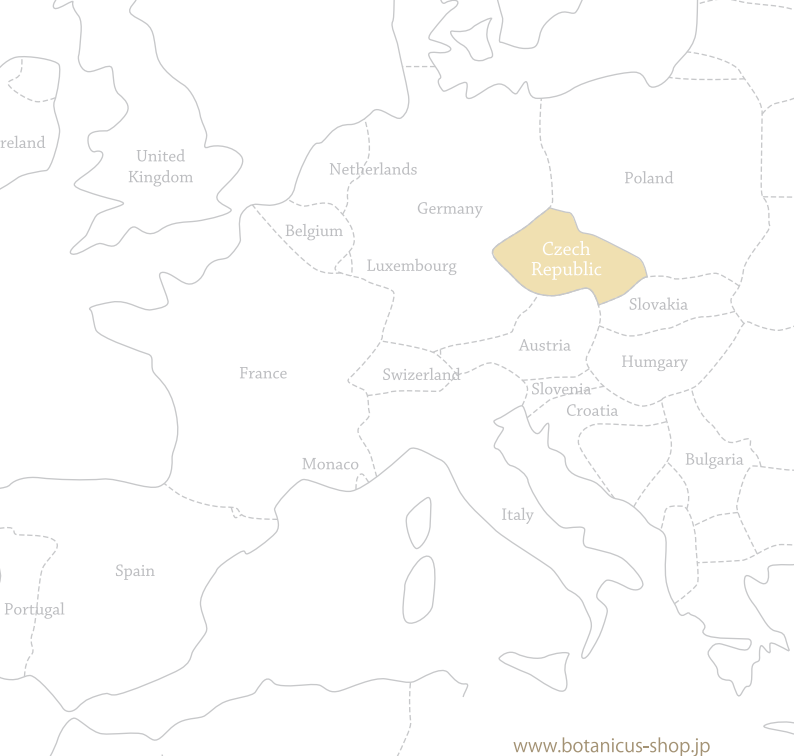 reland
United
Kingdom
Netherlands
Poland
Germany
Belgium
Czech
Republic
Luxembourg
Slovakia
Austria
Humgary
France
Swizerland
Slovenia
Croatia
Monaco
Bulgaria
Italy
Spain
Portugal
www.botanicus-shop.jp